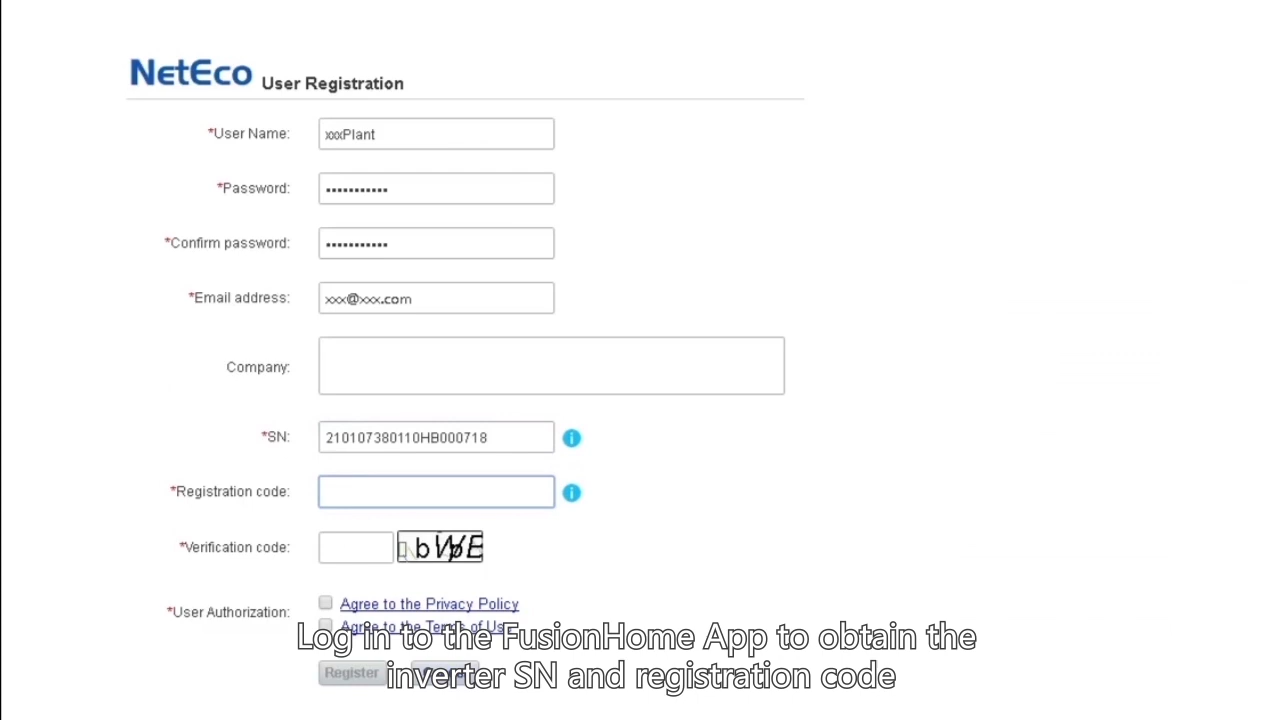 NetEco User Registration
*User Name: xxxPlant
*Password: •••••••••••
*Confirm password: •••••••••••
*Email address: xxx@xxx.com
Company:
*SN: 210107380110HB000718
*Registration code:
*Verification code:
*User Authorization:
Agree to the Privacy Policy
Agree to the Terms of Us
Log in to the FusionHome App to obtain the
Register
inverter SN and registration code